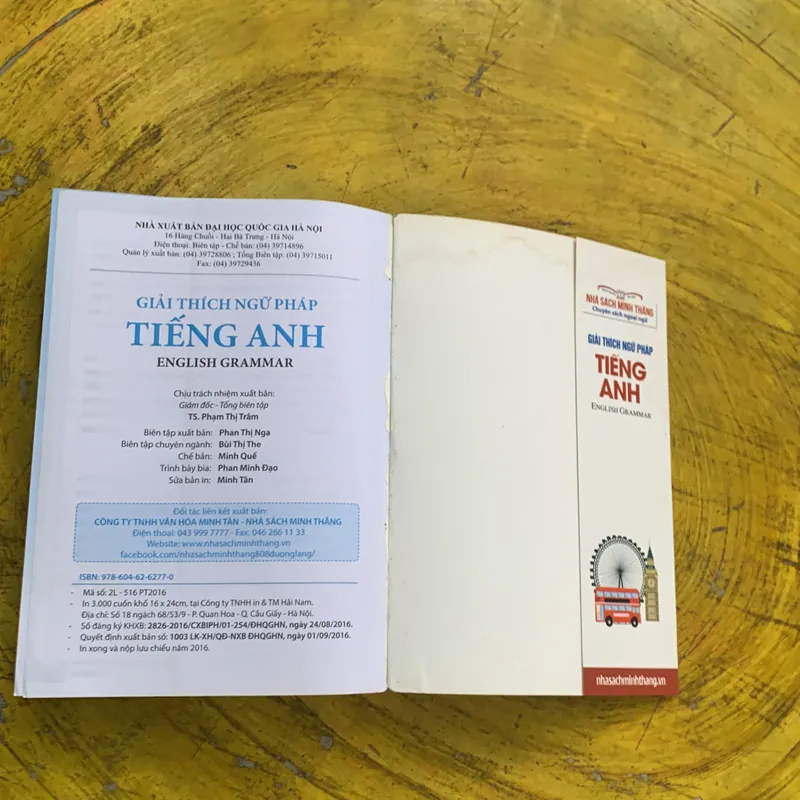 NHÀ XUẤT BẢN ĐẠI HỌC QUỐC GIA HÀ NỘI
16 Hàng Chuối - Hai Bà Trưng - Hà Nội
Điện thoại: Biên tập - Chế bản: (04) 39714896
Quản lý xuất bản: (04) 39728806 ; Tổng Biên tập: (04) 39715011
Fax: (04) 39729436
GIẢI THÍCH NGỮ PHÁP
TIẾNG ANH
ENGLISH GRAMMAR
Chịu trách nhiệm xuất bản:
Giám đốc - Tổng biên tập
TS. Phạm Thị Trâm
Biên tập xuất bản: Phan Thị Nga
Biên tập chuyên ngành: Bùi Thị The
Chế bản: Minh Quế
Trình bày bìa: Phan Minh Đạo
Sửa bản in: Minh Tân
Đối tác liên kết xuất bản:
CÔNG TY TNHH VĂN HÓA MINH TÂN - NHÀ SÁCH MINH THẮNG
Điện thoại: 043 999 7777 - Fax: 046 266 11 33
Website: www.nhasachminhthang.vn
facebook.com/nhasachminhthang808duonglang/
ISBN: 978-604-62-6277-0
- Mã số: 2L - 516 PT2016
- In 3.000 cuốn khổ 16 x 24cm, tại Công ty TNHH in & TM Hải Nam.
Địa chỉ: Số 18 ngách 68/53/9 - P. Quan Hoa - Q. Cầu Giấy - Hà Nội.
- Số đăng ký KHXB: 2826-2016/CXBIPH/01-254/ĐHQGHN, ngày 24/08/2016.
- Quyết định xuất bản số: 1003 LK-XH/QĐ-NXB ĐHQGHN, ngày 01/09/2016.
- In xong và nộp lưu chiểu năm 2016.
NHÀ SÁCH MINH THẮNG
Chuyên sách ngoại ngữ
GIẢI THÍCH NGỮ PHÁP
TIẾNG
ANH
ENGLISH GRAMMAR
nhasachminhthang.vn